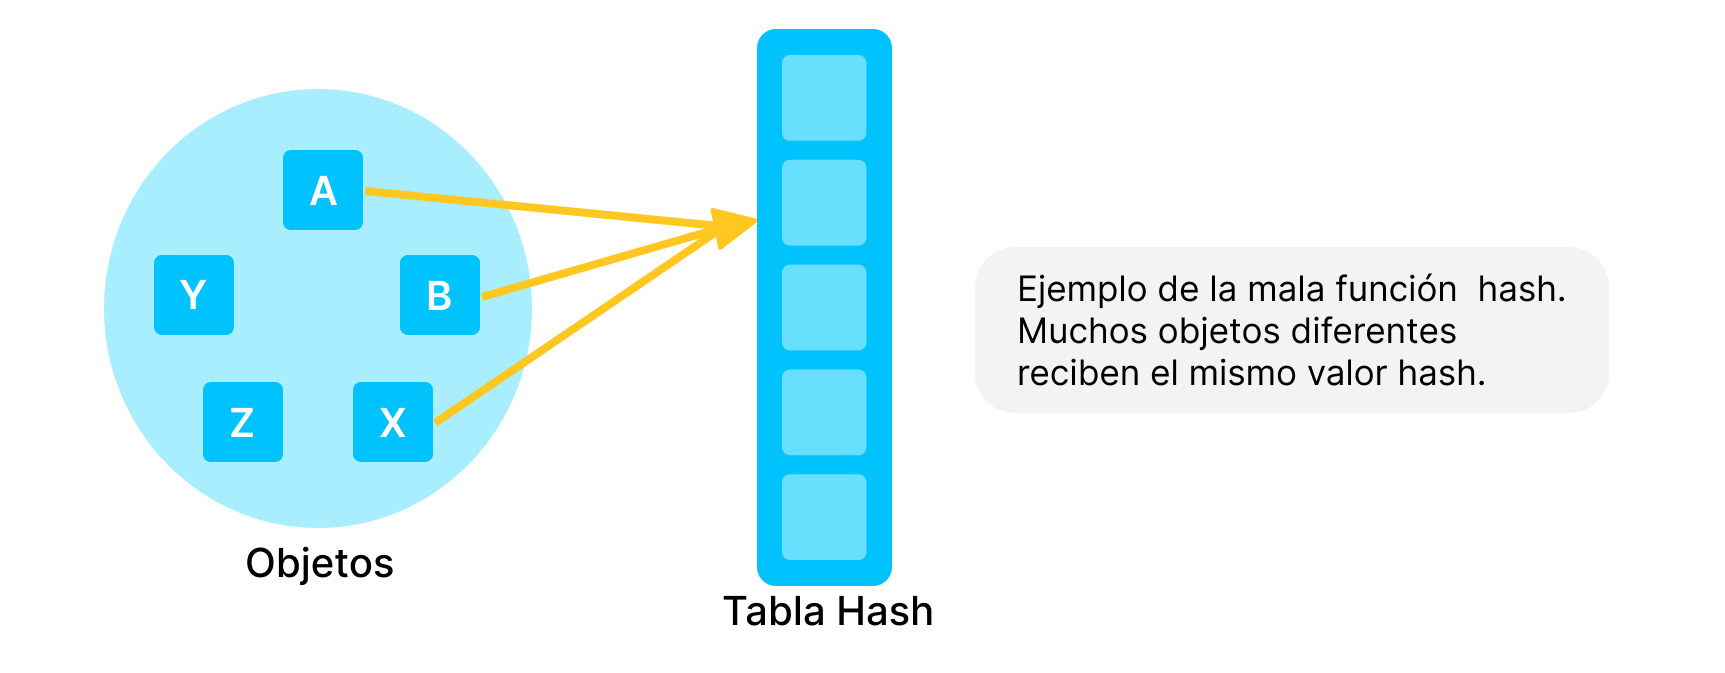 A
Y
B
Z
X
Objetos
Tabla Hash
Ejemplo de la mala función  hash.
Muchos objetos diferentes
reciben el mismo valor hash.